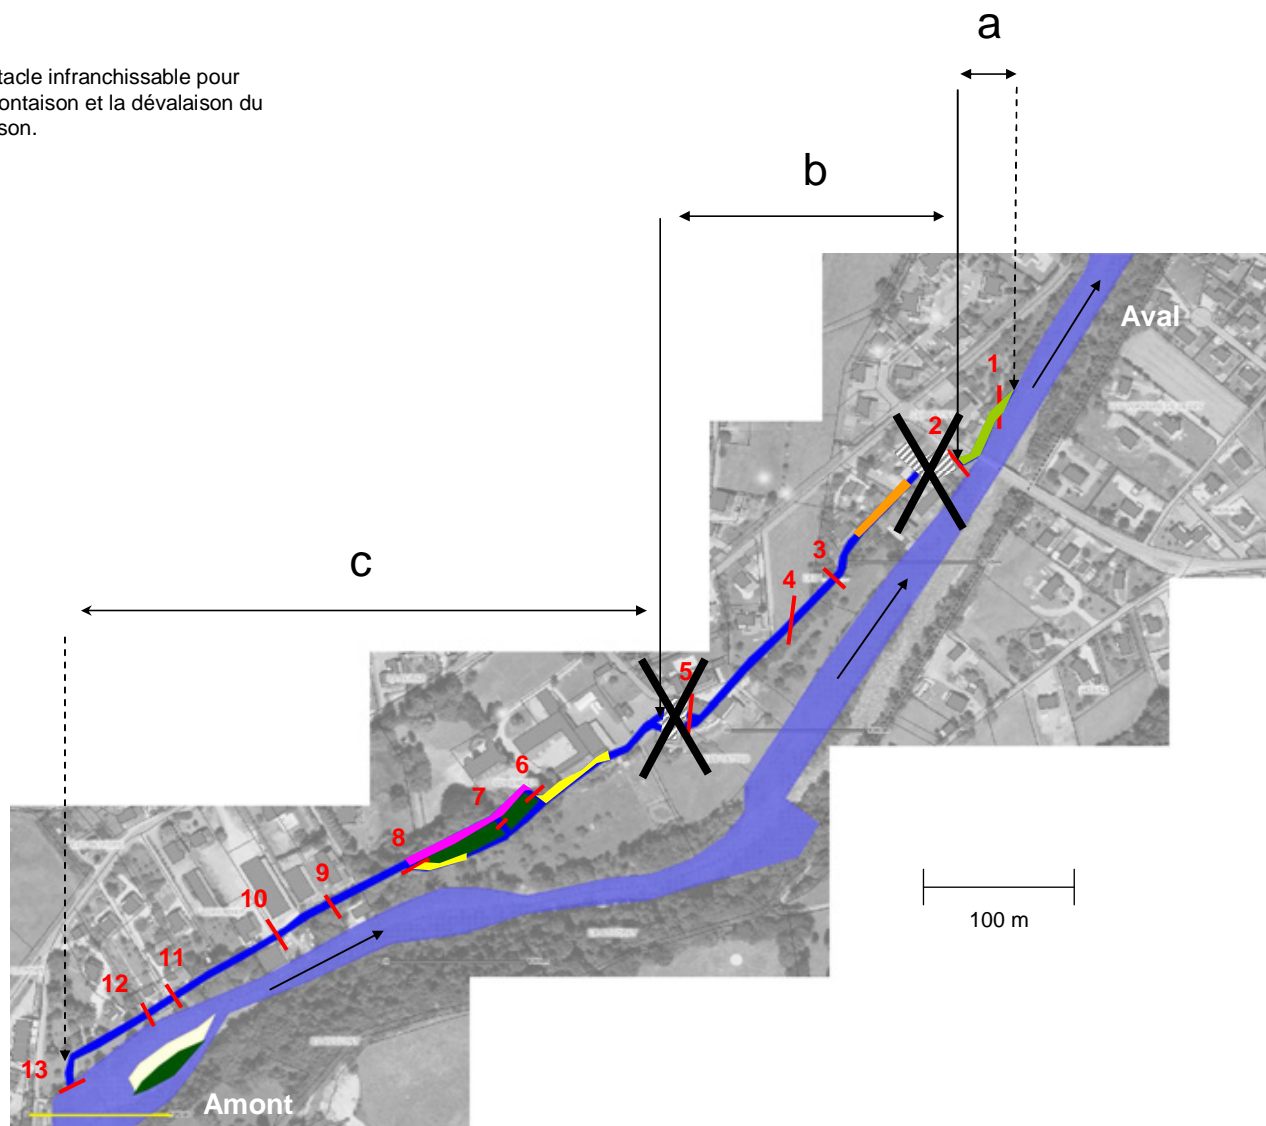 a
tacle infranchissable pour
ontaison et la dévalaison du
son.
b
Aval
1
2
c
3
4
5
6
7
8
9
10
11
12
13
100 m
Amont